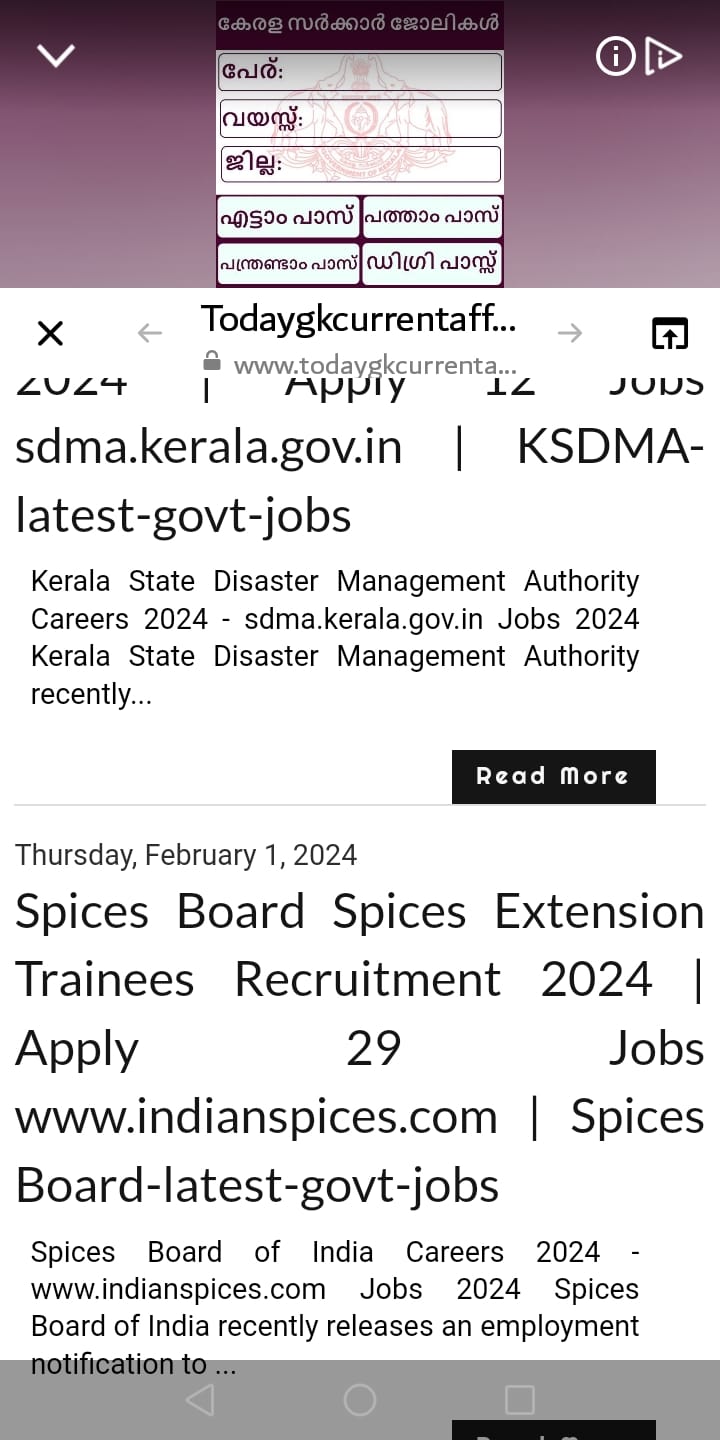 കേരള സർക്കാർ ജോലികൾ
പേര്:
വയസ്സ്:
ജില്ല:
എട്ടാം പാസ് പത്താം പാസ്
പന്ത്രണ്ടാം പാസ് ഡിഗ്രി പാസ്സ്
Todaygkcurrentaff...
www.todaygkcurrenta...
2024 | Apply 12 Jobs
sdma.kerala.gov.in | KSDMA-
latest-govt-jobs
Kerala State Disaster Management Authority
Careers 2024 - sdma.kerala.gov.in Jobs 2024
Kerala State Disaster Management Authority
recently...
Read More
Thursday, February 1, 2024
Spices Board Spices Extension
Trainees Recruitment 2024 |
Apply 29 Jobs
www.indianspices.com | Spices
Board-latest-govt-jobs
Spices Board of India Careers 2024 -
www.indianspices.com Jobs 2024 Spices
Board of India recently releases an employment
notification to ...